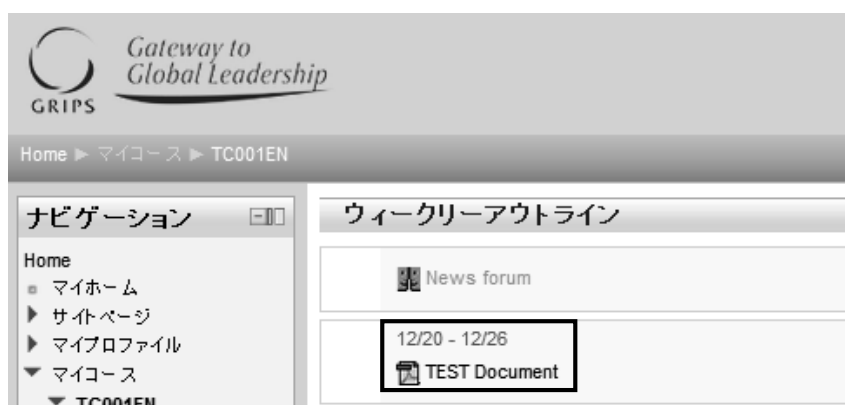 Gateway to
Global Leadership
GRIPS
Home ▶ マイコース ▶ TC001EN
ナビゲーション
Home
マイホーム
サイトページ
マイプロファイル
マイコース
TC001EN
ウィークリーアウトライン
News forum
12/20 - 12/26
TEST Document